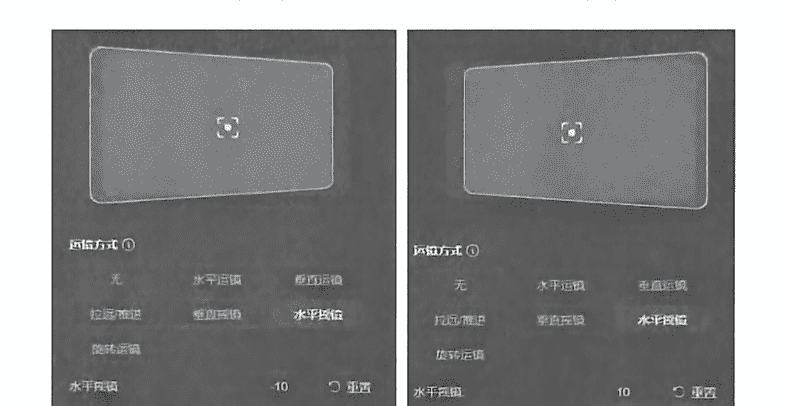 运镜方式
无 水平运镜 垂直运镜
拉远/推进 垂直摇镜 水平摇镜
旋转运镜
水平摇镜 -10 重置
运镜方式
无 水平运镜 垂直运镜
拉远/推进 垂直摇镜 水平摇镜
旋转运镜
水平摇镜 10 重置